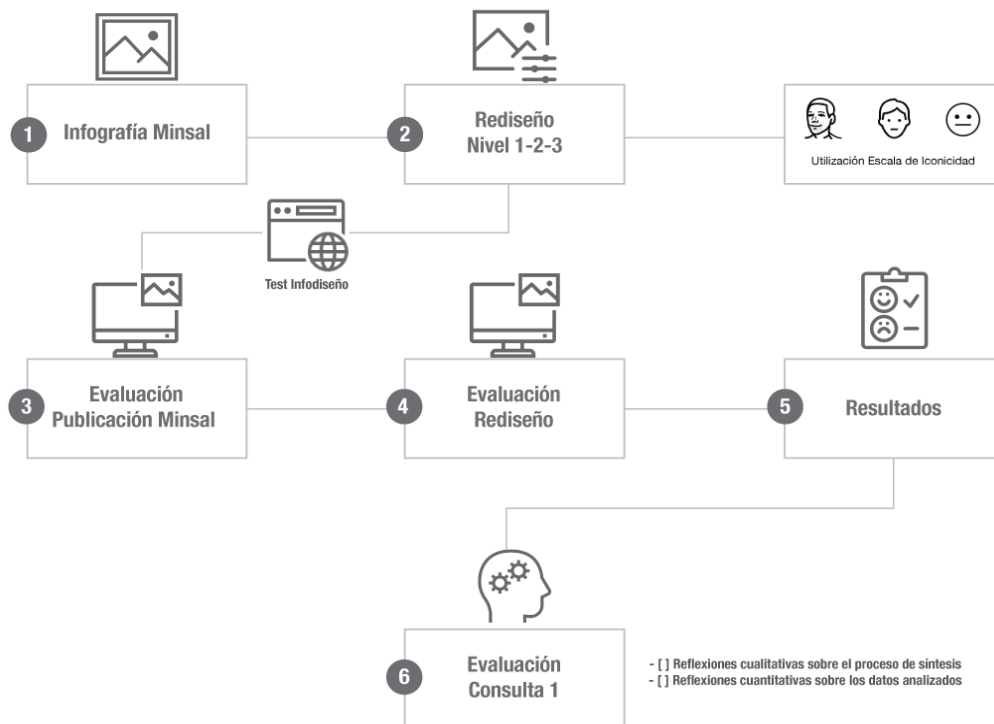 1
Infografía Minsal
2
Rediseño
Nivel 1-2-3
Utilización Escala de Iconicidad
Test Infodiseño
3
Evaluación
Publicación Minsal
4
Evaluación
Rediseño
5
Resultados
6
Evaluación
Consulta 1
- [ ] Reflexiones cualitativas sobre el proceso de síntesis
- [ ] Reflexiones cuantitativas sobre los datos analizados